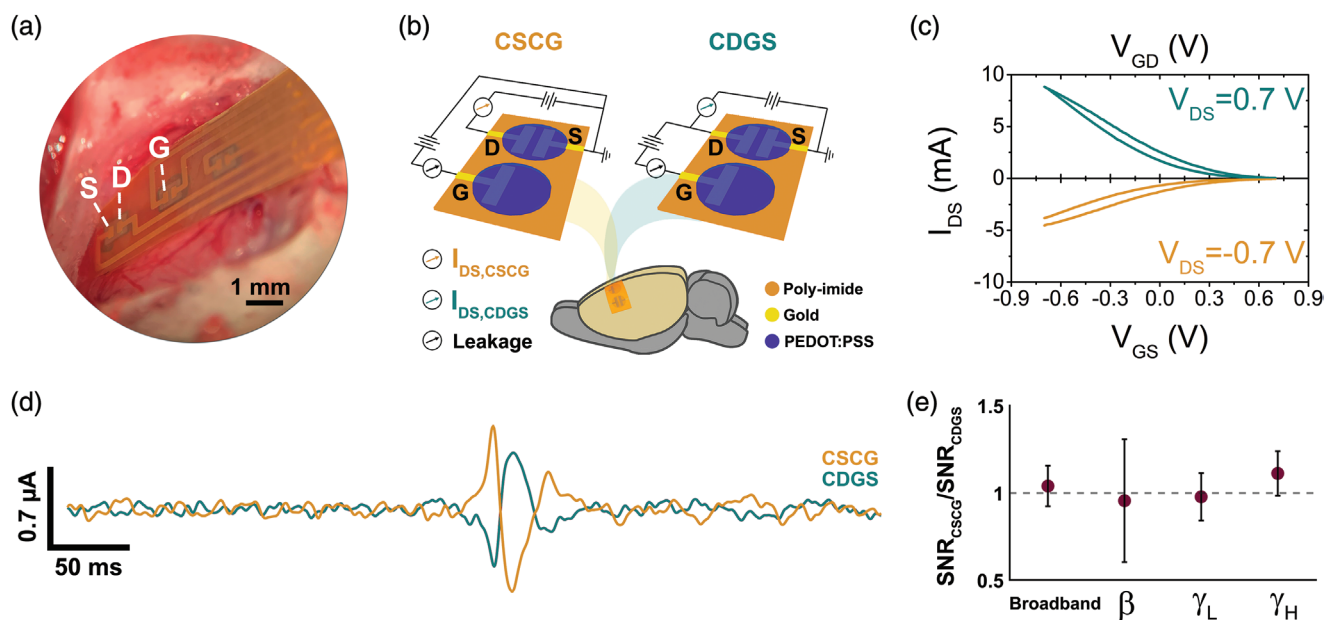 (a)
S
D
G
1 mm
(b)
CSCG
CDGS
D
S
G
D
S
G
I_DS,CSCG
I_DS,CDGS
Leakage
Poly-imide
Gold
PEDOT:PSS
(c)
V_GD (V)
10
5
0
-5
-10
I_DS (mA)
V_DS=0.7 V
V_DS=-0.7 V
-0.9 -0.6 -0.3 0.0 0.3 0.6 0.9
V_GS (V)
(d)
0.7 µA
50 ms
CSCG
CDGS
(e)
SNR_CSCG/SNR_CDGS
1.5
1
0.5
Broadband β γ_L γ_H